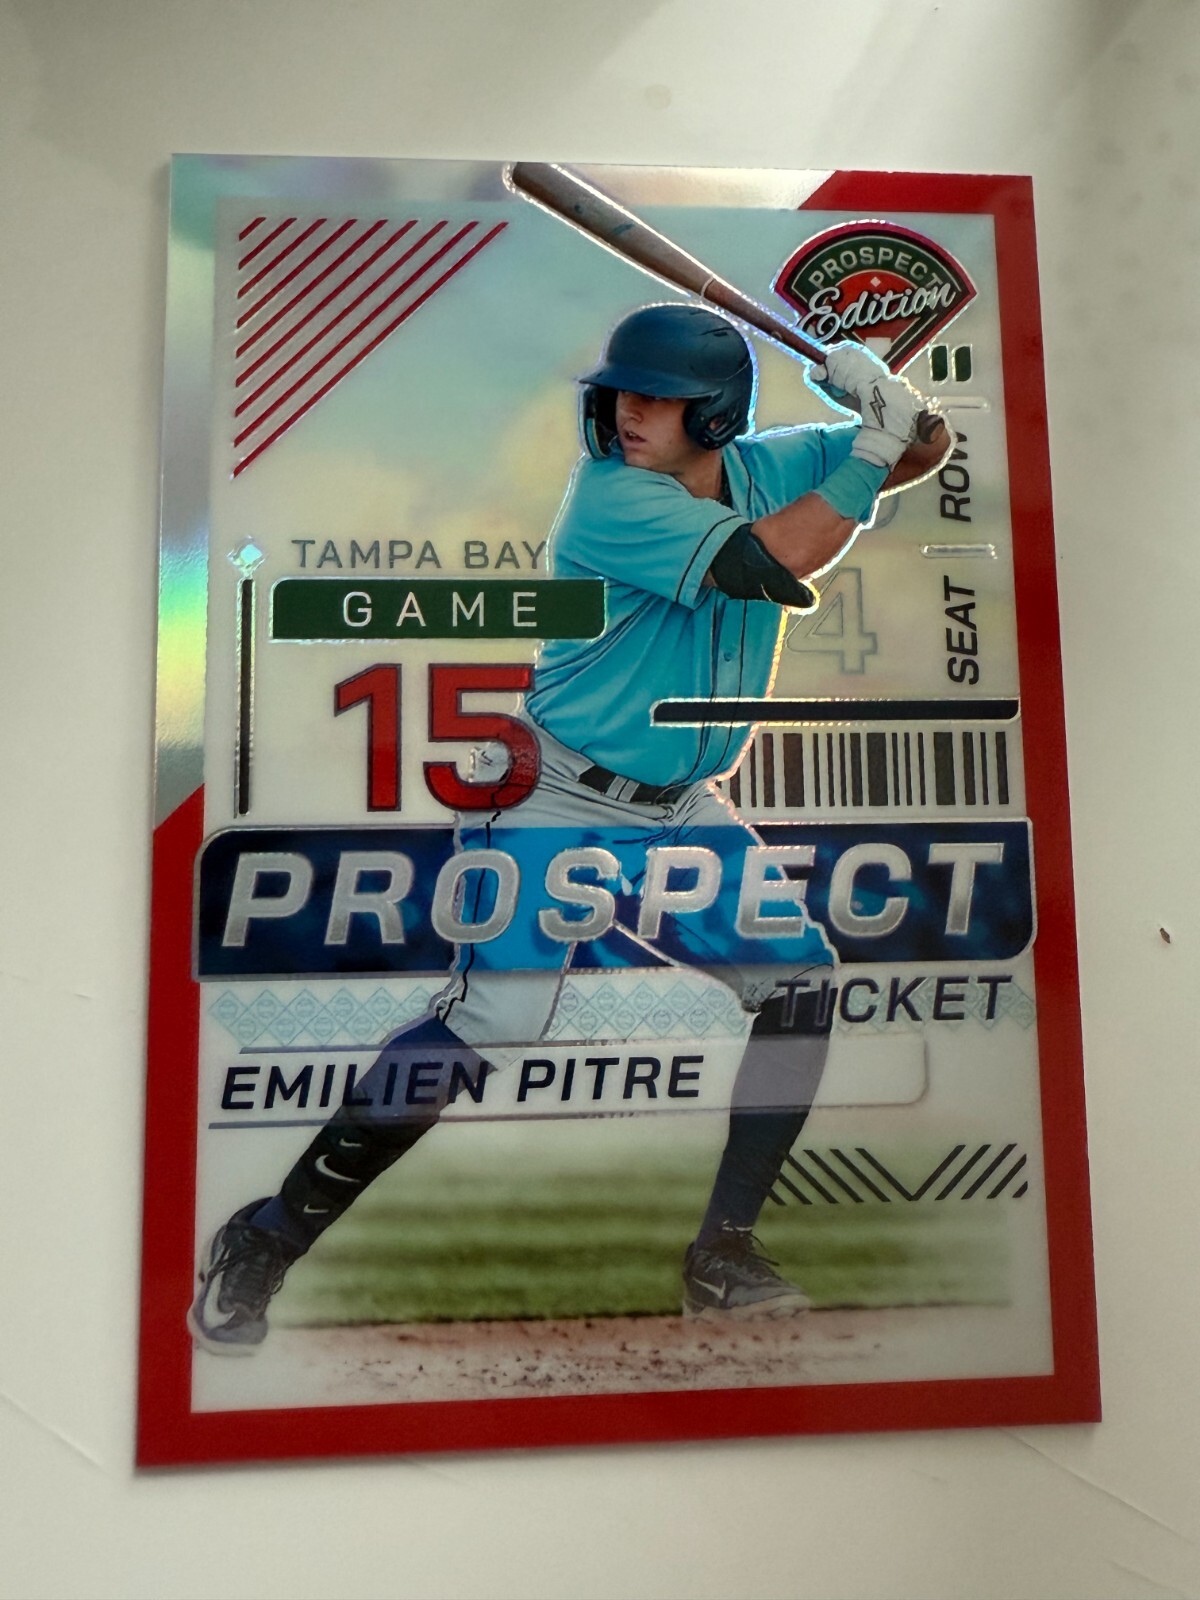 PROSPECT
Edition
"
ROW
TAMPA BAY
GAME
4
SEAT
15
PROSPECT
TICKET
EMILIEN PITRE